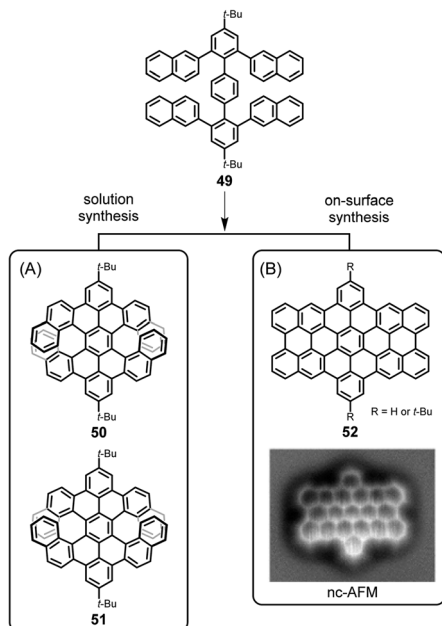 t-Bu
t-Bu
49
solution
synthesis
on-surface
synthesis
(A)
t-Bu
t-Bu
50
t-Bu
t-Bu
51
(B)
R
R
R = H or t-Bu
52
nc-AFM